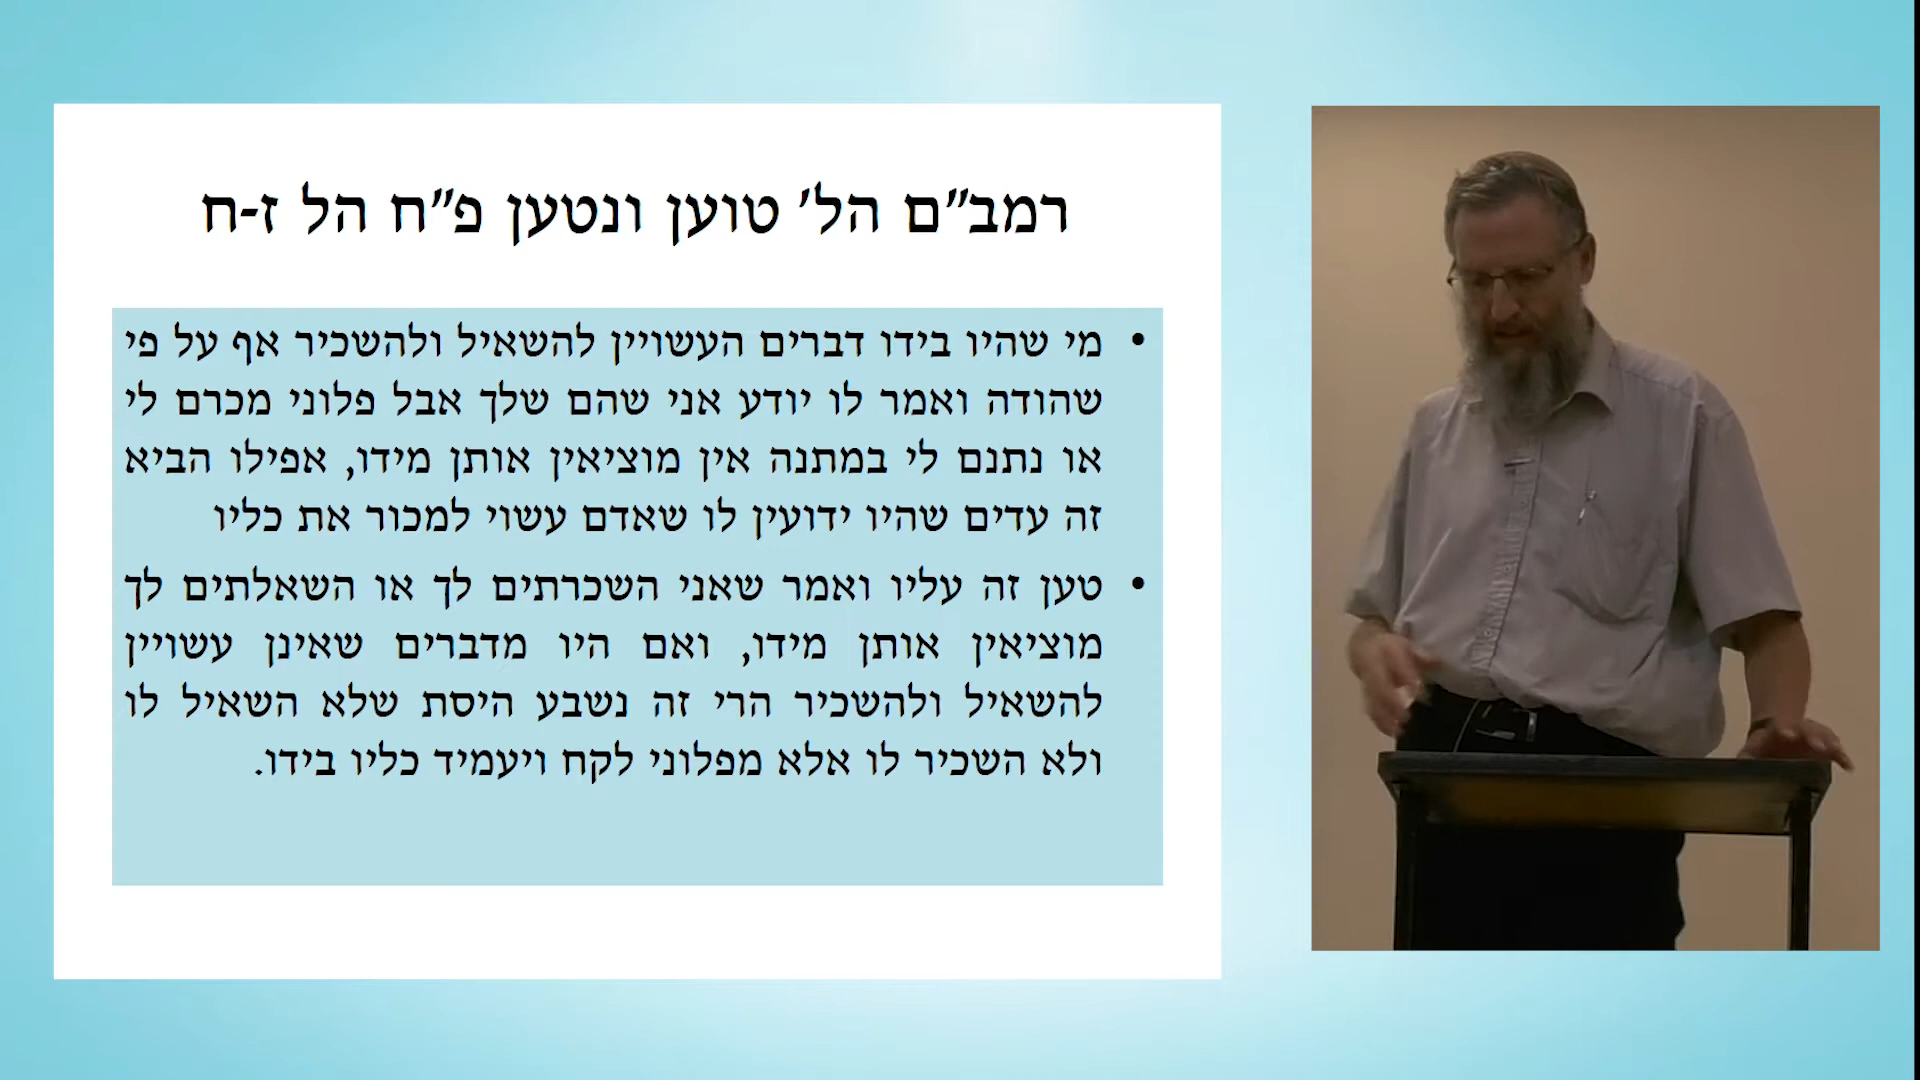 רמב"ם הל' טוען ונטען פ"ח הל ז-ח
• מי שהיו בידו דברים העשויין להשאיל ולהשכיר אף על פי
שהודה ואמר לו יודע אני שהם שלך אבל פלוני מכרם לי
או נתנם לי במתנה אין מוציאין אותן מידו, אפילו הביא
זה עדים שהיו ידועין לו שאדם עשוי למכור את כליו
• טען זה עליו ואמר שאני השכרתים לך או השאלתים לך
מוציאין אותן מידו, ואם היו מדברים שאינן עשויין
להשאיל ולהשכיר הרי זה נשבע היסת שלא השאיל לו
ולא השכיר לו אלא מפלוני לקח ויעמיד כליו בידו.